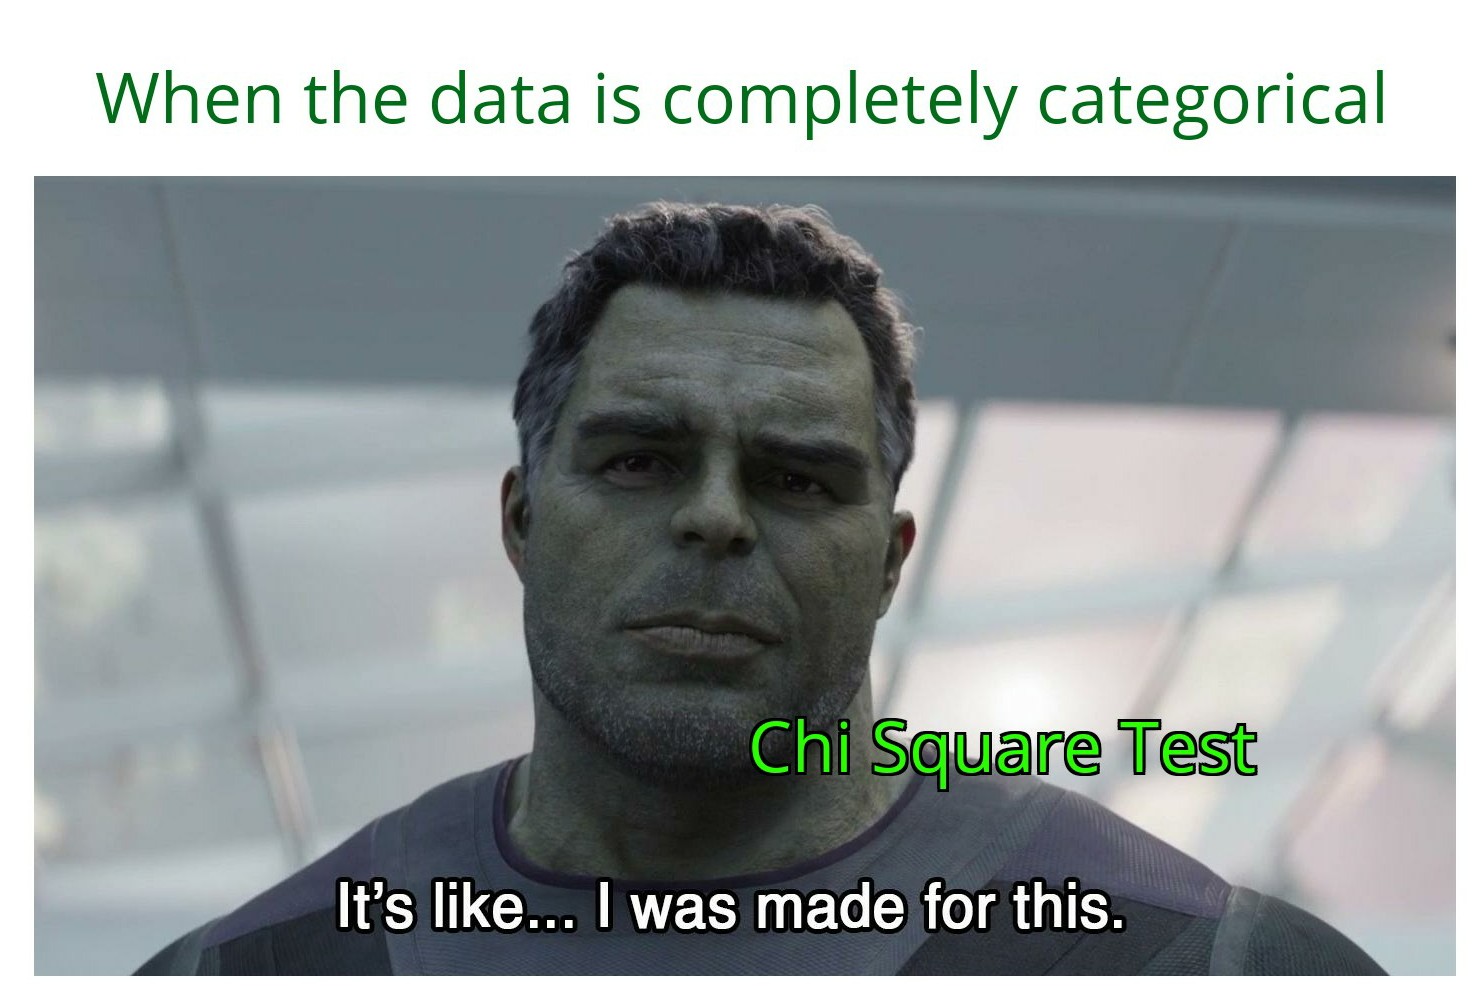 When the data is completely categorical
Chi Square Test
It's like... I was made for this.